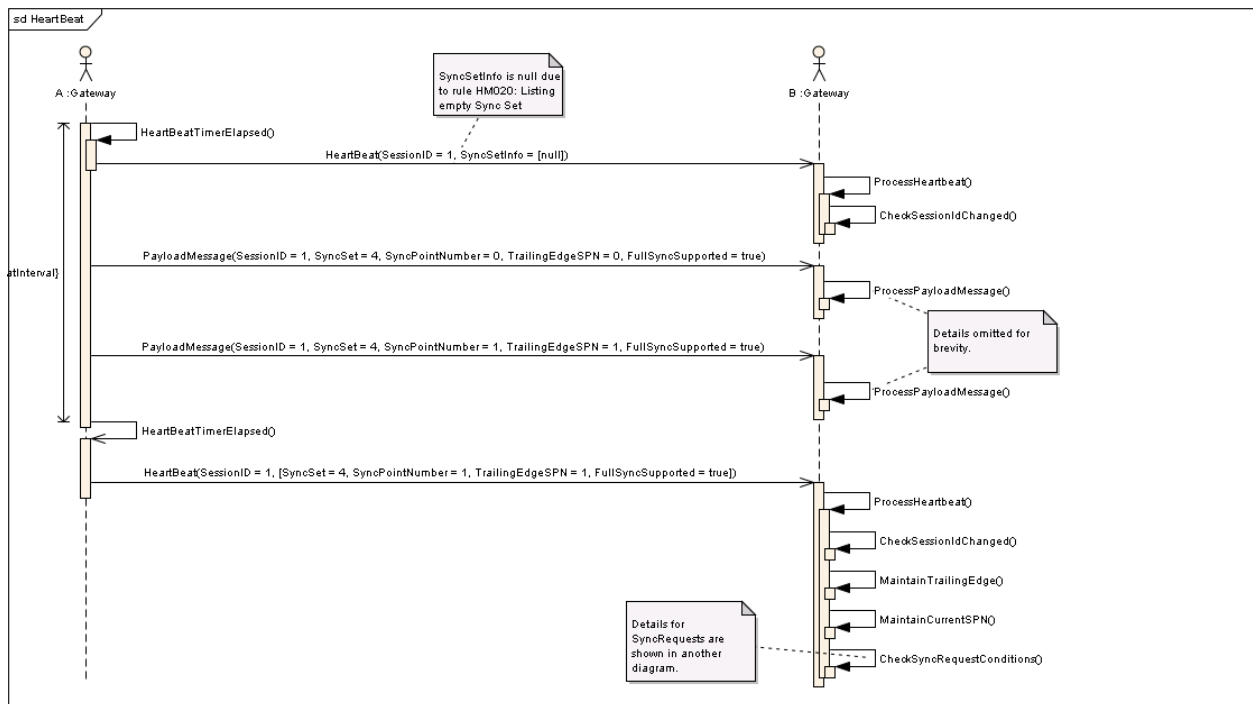 sd HeartBeat
A :Gateway
SyncSetInfo is null due
to rule HM020: Listing
empty Sync Set
B :Gateway
HeartBeatTimerElapsed()
HeartBeat(SessionID = 1, SyncSetInfo = [null])
ProcessHeartbeat()
CheckSessionIdChanged()
PayloadMessage(SessionID = 1, SyncSet = 4, SyncPointNumber = 0, TrailingEdgeSPN = 0, FullSyncSupported = true)
atInterval}
ProcessPayloadMessage()
Details omitted for
brevity.
PayloadMessage(SessionID = 1, SyncSet = 4, SyncPointNumber = 1, TrailingEdgeSPN = 1, FullSyncSupported = true)
ProcessPayloadMessage()
HeartBeatTimerElapsed()
HeartBeat(SessionID = 1, [SyncSet = 4, SyncPointNumber = 1, TrailingEdgeSPN = 1, FullSyncSupported = true])
ProcessHeartbeat()
CheckSessionIdChanged()
MaintainTrailingEdge()
MaintainCurrentSPN()
Details for
SyncRequests are
shown in another
diagram.
CheckSyncRequestConditions()